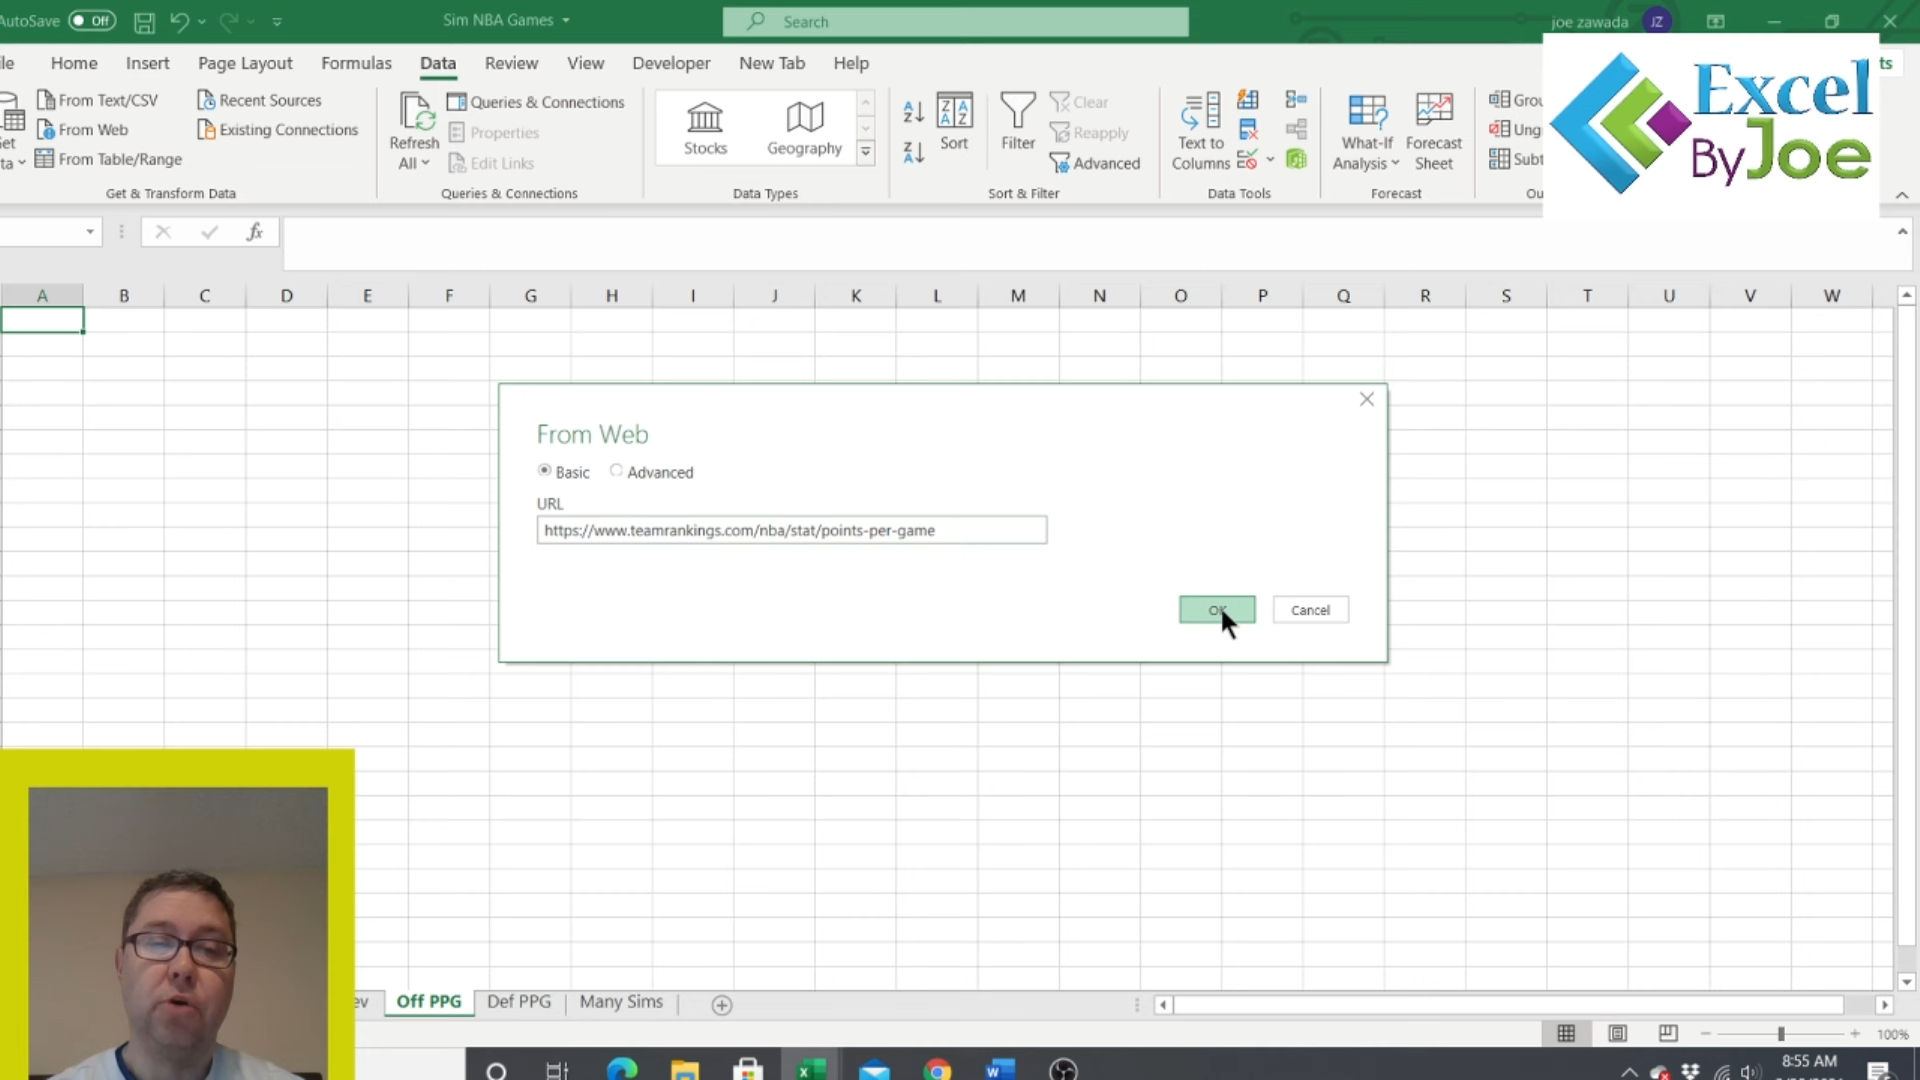 AutoSave Off Sim NBA Games Search joe zawada JZ
Home Insert Page Layout Formulas Data Review View Developer New Tab Help
From Text/CSV
From Web
From Table/Range
Recent Sources
Existing Connections
Get & Transform Data
Refresh
All
Queries & Connections
Properties
Edit Links
Queries & Connections
Stocks Geography
Data Types
Sort
Filter
Clear
Reapply
Advanced
Sort & Filter
Text to
Columns
Data Tools
What-If
Analysis
Forecast
Sheet
Forecast
Excel
ByJoe
fx
A B C D E F G H I J K L M N O P Q R S T U V W
From Web
Basic Advanced
URL
https://www.teamrankings.com/nba/stat/points-per-game
OK Cancel
Off PPG Def PPG Many Sims
100%
8:55 AM